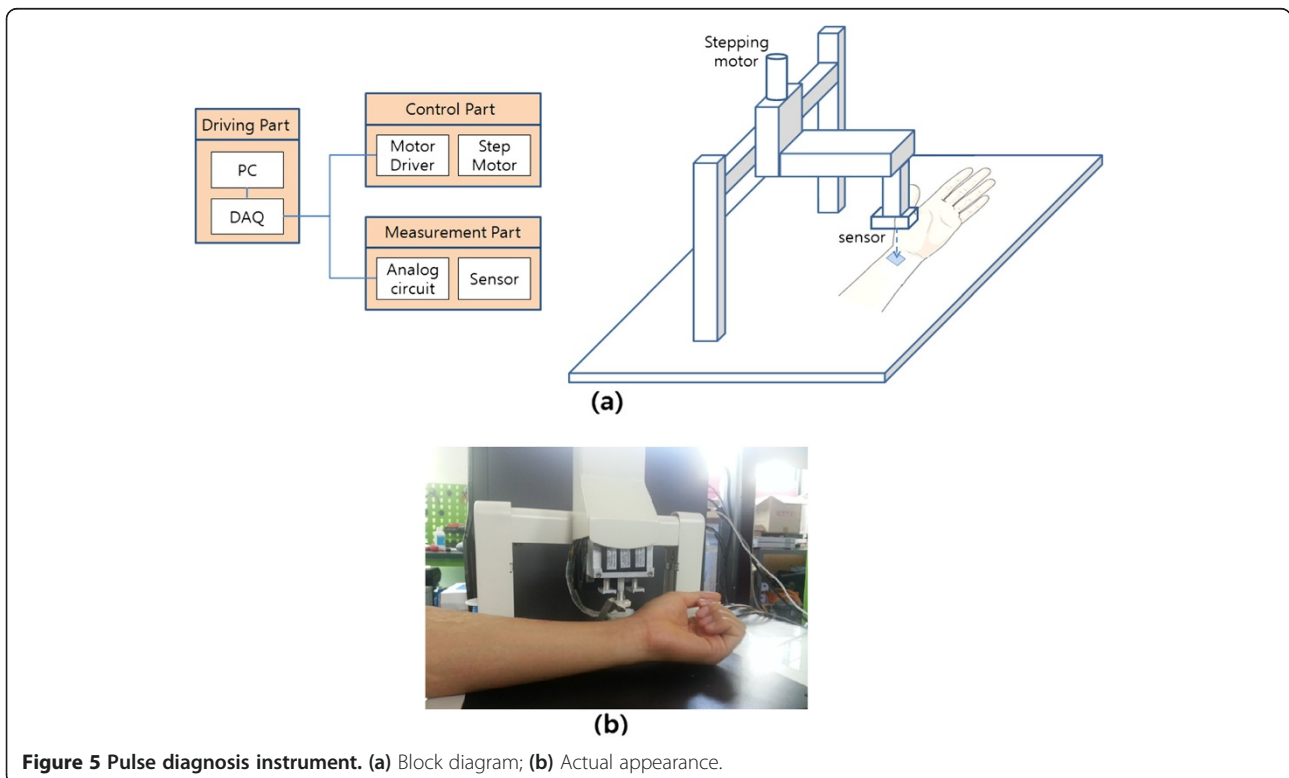 Driving Part
PC
DAQ
Control Part
Motor
Driver
Step
Motor
Measurement Part
Analog
circuit
Sensor
Stepping
motor
sensor
(a)
(b)
Figure 5 Pulse diagnosis instrument. (a) Block diagram; (b) Actual appearance.